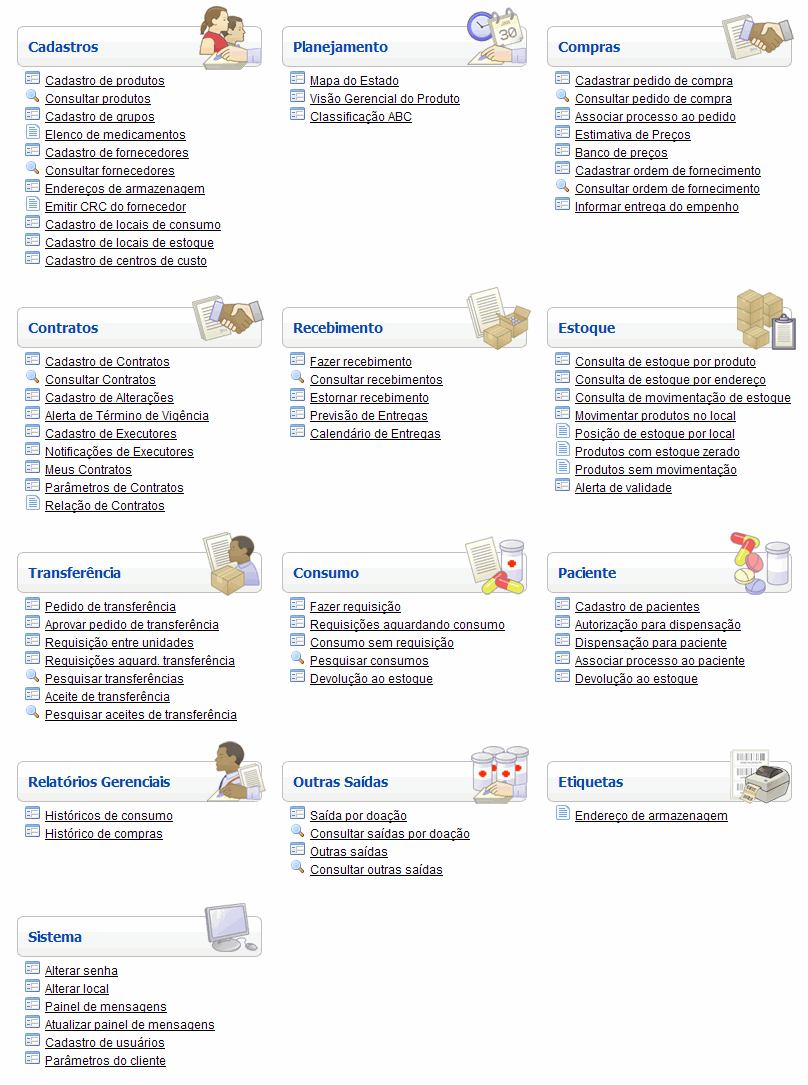 Cadastros
Cadastro de produtos
Consultar produtos
Cadastro de grupos
Elenco de medicamentos
Cadastro de fornecedores
Consultar fornecedores
Endereços de armazenagem
Emitir CRC do fornecedor
Cadastro de locais de consumo
Cadastro de locais de estoque
Cadastro de centros de custo
Planejamento
JAN
30
Mapa do Estado
Visão Gerencial do Produto
Classificação ABC
Compras
Cadastrar pedido de compra
Consultar pedido de compra
Associar processo ao pedido
Estimativa de Preços
Banco de preços
Cadastrar ordem de fornecimento
Consultar ordem de fornecimento
Informar entrega do empenho
Contratos
Cadastro de Contratos
Consultar Contratos
Cadastro de Alterações
Alerta de Término de Vigência
Cadastro de Executores
Notificações de Executores
Meus Contratos
Parâmetros de Contratos
Relação de Contratos
Recebimento
Fazer recebimento
Consultar recebimentos
Estornar recebimento
Previsão de Entregas
Calendário de Entregas
Estoque
Consulta de estoque por produto
Consulta de estoque por endereço
Consulta de movimentação de estoque
Movimentar produtos no local
Posição de estoque por local
Produtos com estoque zerado
Produtos sem movimentação
Alerta de validade
Transferência
Pedido de transferência
Aprovar pedido de transferência
Requisição entre unidades
Requisições aguard. transferência
Pesquisar transferências
Aceite de transferência
Pesquisar aceites de transferência
Consumo
Fazer requisição
Requisições aguardando consumo
Consumo sem requisição
Pesquisar consumos
Devolução ao estoque
Paciente
Cadastro de pacientes
Autorização para dispensação
Dispensação para paciente
Associar processo ao paciente
Devolução ao estoque
Relatórios Gerenciais
Históricos de consumo
Histórico de compras
Outras Saídas
Saída por doação
Consultar saídas por doação
Outras saídas
Consultar outras saídas
Etiquetas
Endereço de armazenagem
Sistema
Alterar senha
Alterar local
Painel de mensagens
Atualizar painel de mensagens
Cadastro de usuários
Parâmetros do cliente